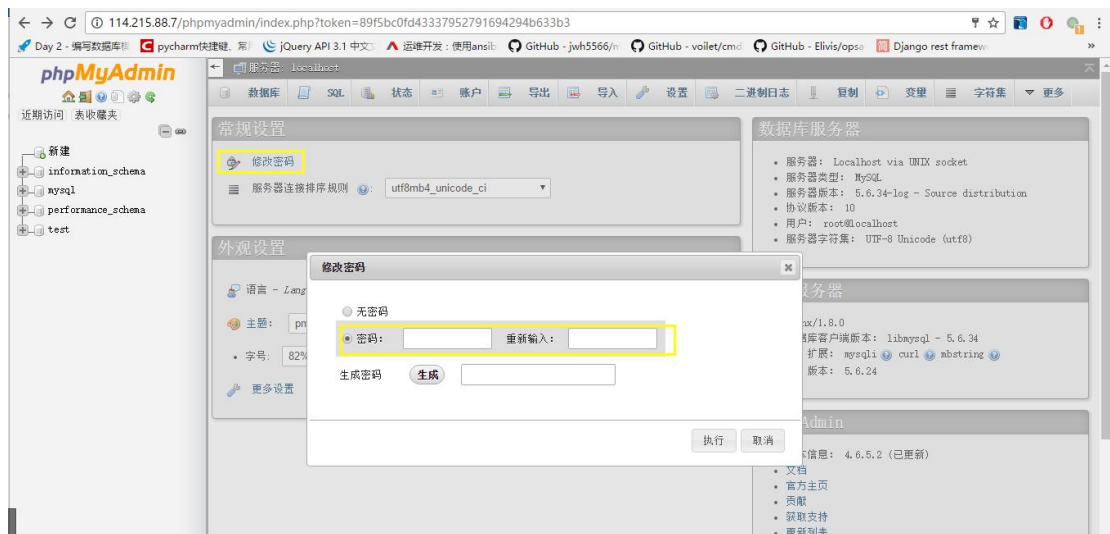 114.215.88.7/phpmyadmin/index.php?token=89f5bc0fd43337952791694294b633b3
Day 2 - 编写数据库 pycharm快捷键、常 jQuery API 3.1 中文 运维开发:使用ansib GitHub - jwh5566/ GitHub - voilet/cmd GitHub - Elivis/opsa Django rest framew »
phpMyAdmin
近期访问 表收藏夹
新建
information_schema
mysql
performance_schema
test
服务器: localhost
数据库 SQL 状态 账户 导出 导入 设置 二进制日志 复制 变量 字符集 更多
常规设置
修改密码
服务器连接排序规则 : utf8mb4_unicode_ci
外观设置
语言 - Lang
主题: pm
字号: 82%
更多设置
修改密码
无密码
密码: 重新输入:
生成密码 生成
执行 取消
数据库服务器
服务器: Localhost via UNIX socket
服务器类型: MySQL
服务器版本: 5.6.34-log - Source distribution
协议版本: 10
用户: root@localhost
服务器字符集: UTF-8 Unicode (utf8)
服务器
nx/1.8.0
据库客户端版本: libmysql - 5.6.34
扩展: mysqli curl mbstring
版本: 5.6.24
Admin
信息: 4.6.5.2 (已更新)
文档
官方主页
贡献
获取支持
更新列表